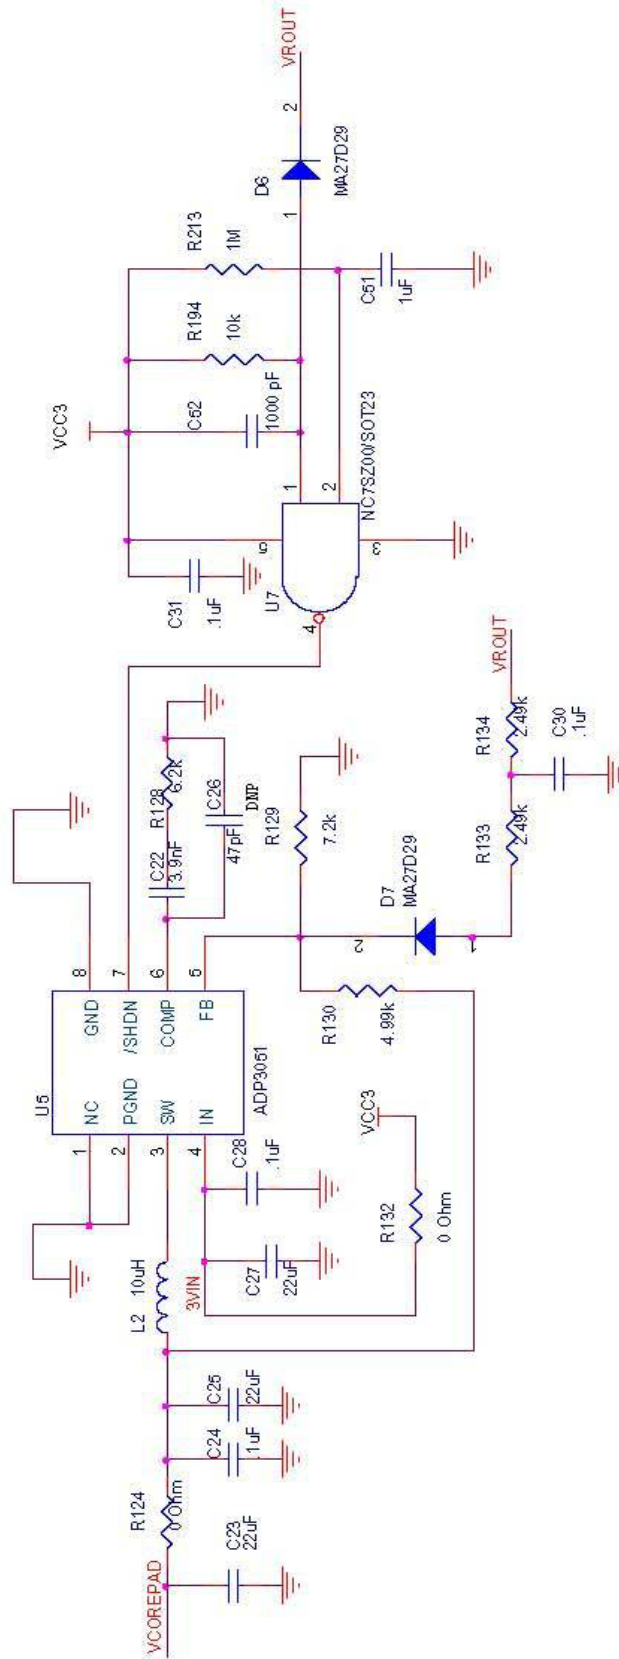 VCOREPAD
R124
0 Ohm
C23
22uF
C24
.1uF
C25
22uF
L2
10uH
3VIN
C27
22uF
C28
.1uF
R132
0 Ohm
VCC3
U5
1
NC
2
PGND
3
SW
4
IN
GND
8
/SHDN
7
COMP
6
FB
5
ADP3051
C22
3.9nF
R128
6.2k
C26
47pF
DNP
R129
7.2k
R130
4.99k
D7
MA27D29
2
1
R133
2.49k
R134
2.49k
VROUT
C30
.1uF
C31
.1uF
U7
4
5
3
1
2
NC7SZ00/SOT23
VCC3
C52
1000 pF
R194
10k
R213
1M
C51
1uF
D6
1
2
MA27D29
VROUT